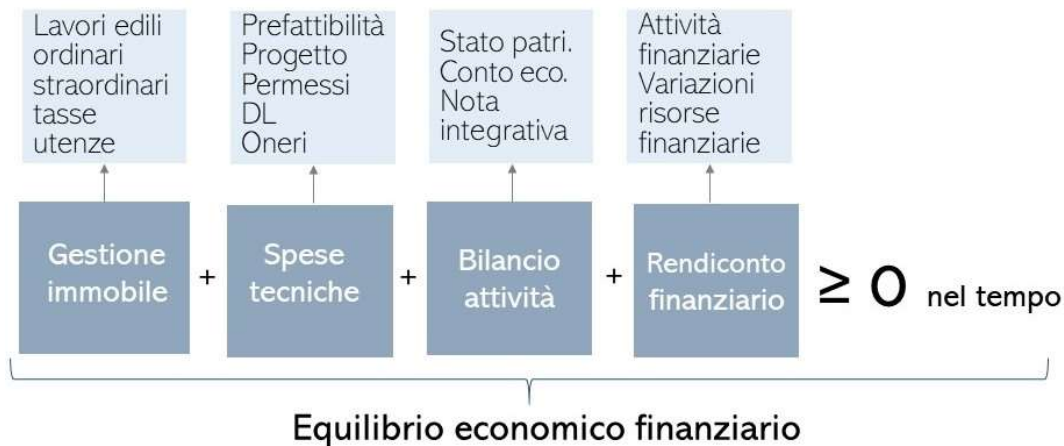 Lavori edili
ordinari
straordinari
tasse
utenze
Prefattibilità
Progetto
Permessi
DL
Oneri
Stato patri.
Conto eco.
Nota
integrativa
Attività
finanziarie
Variazioni
risorse
finanziarie
Gestione
immobile
+
Spese
tecniche
+
Bilancio
attività
+
Rendiconto
finanziario
≥ 0 nel tempo
Equilibrio economico finanziario